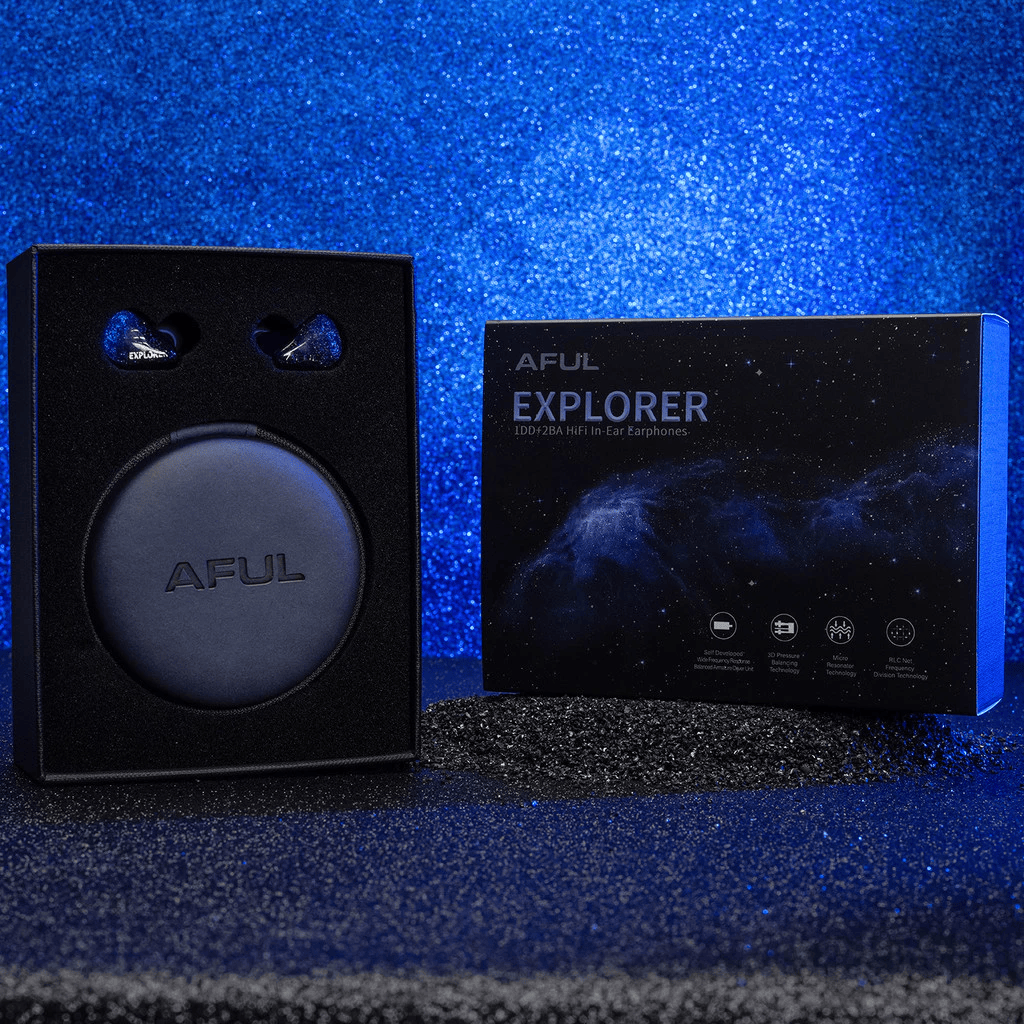 EXPLORER
AFUL
AFUL
EXPLORER
1DD+2BA HiFi In-Ear Earphones
Self Developed
Wide Frequency Response
Balanced Armature Driver Unit
3D Pressure
Balancing
Technology
Micro
Resonator
Technology
RLC Net
Frequency
Division Technology